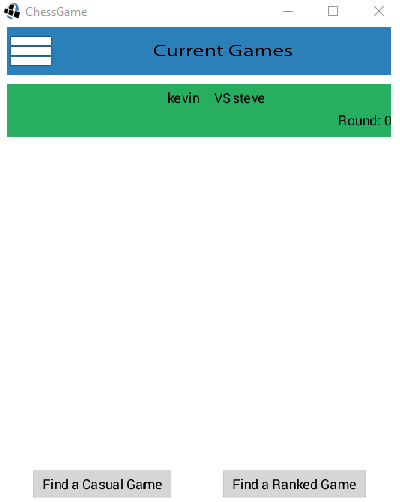 ChessGame
Current Games
kevin VS steve
Round: 0
Find a Casual Game
Find a Ranked Game